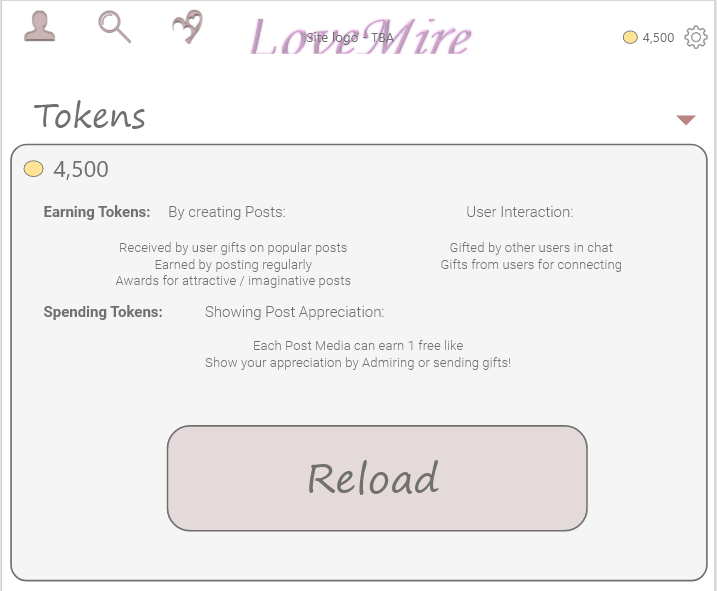 LoveMire
Site logo - TBA
4,500
Tokens
4,500
Earning Tokens: By creating Posts: User Interaction:
Received by user gifts on popular posts Gifted by other users in chat
Earned by posting regularly Gifts from users for connecting
Awards for attractive / imaginative posts
Spending Tokens: Showing Post Appreciation:
Each Post Media can earn 1 free like
Show your appreciation by Admiring or sending gifts!
Reload